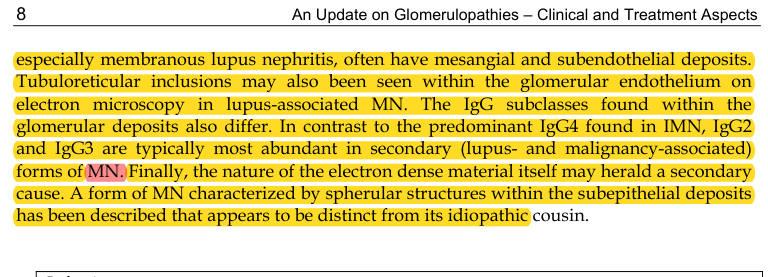 8 An Update on Glomerulopathies – Clinical and Treatment Aspects
especially membranous lupus nephritis, often have mesangial and subendothelial deposits.
Tubuloreticular inclusions may also been seen within the glomerular endothelium on
electron microscopy in lupus-associated MN. The IgG subclasses found within the
glomerular deposits also differ. In contrast to the predominant IgG4 found in IMN, IgG2
and IgG3 are typically most abundant in secondary (lupus- and malignancy-associated)
forms of MN. Finally, the nature of the electron dense material itself may herald a secondary
cause. A form of MN characterized by spherular structures within the subepithelial deposits
has been described that appears to be distinct from its idiopathic cousin.